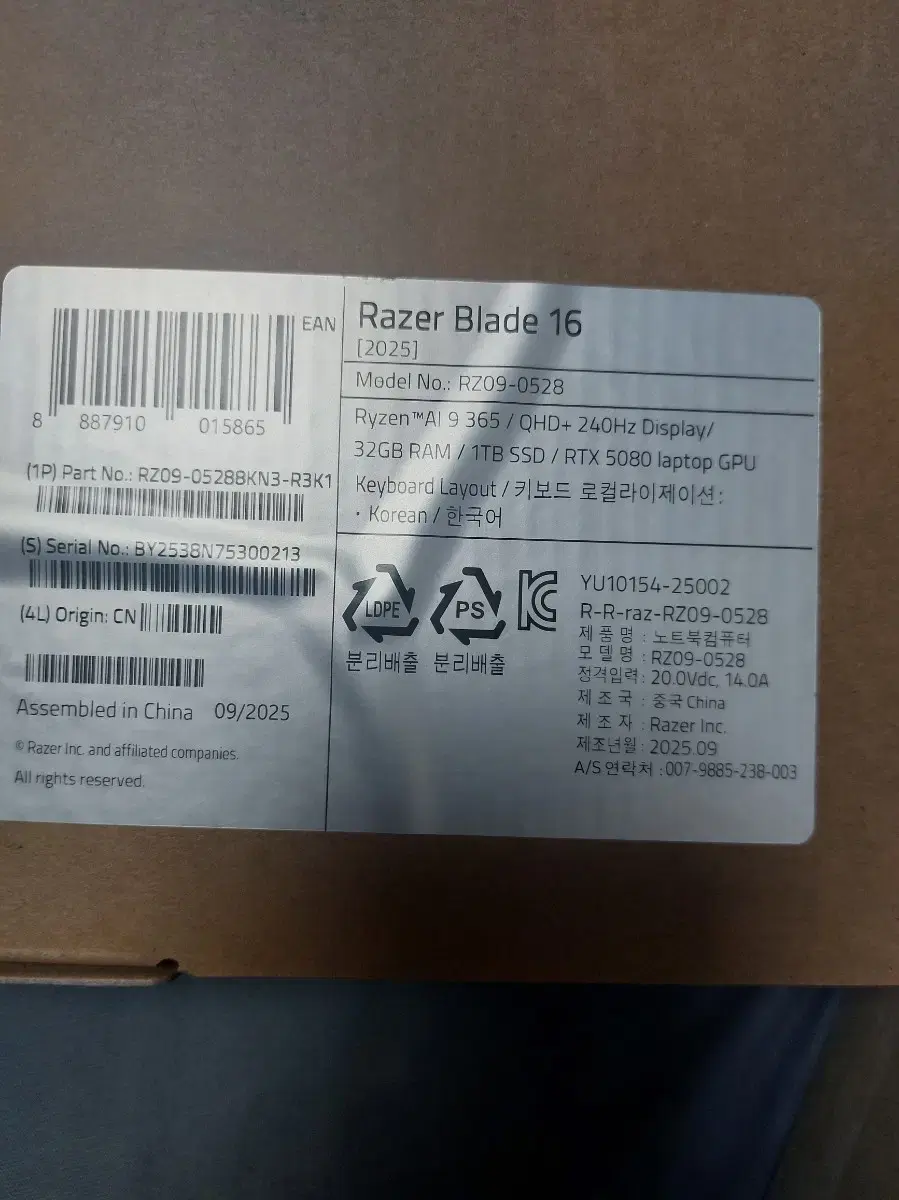 EAN
8 887910 015865
(1P) Part No.: RZ09-0528BKN3-R3K1
(S) Serial No.: BY2538N75300213
(4L) Origin: CN
Assembled in China 09/2025
© Razer Inc. and affiliated companies.
All rights reserved.
Razer Blade 16
[2025]
Model No.: RZ09-0528
Ryzen™AI 9 365 / QHD+ 240Hz Display/
32GB RAM / 1TB SSD / RTX 5080 laptop GPU
Keyboard Layout / 키보드 로컬라이제이션:
· Korean / 한국어
LDPE PS
분리배출 분리배출
YU10154-25002
R-R-raz-RZ09-0528
제 품 명 : 노트북컴퓨터
모 델 명 : RZ09-0528
정격입력: 20.0Vdc, 14.0A
제 조 국 : 중국 China
제 조 자 : Razer Inc.
제조년월 : 2025.09
A/S 연락처 :007-9885-238-003